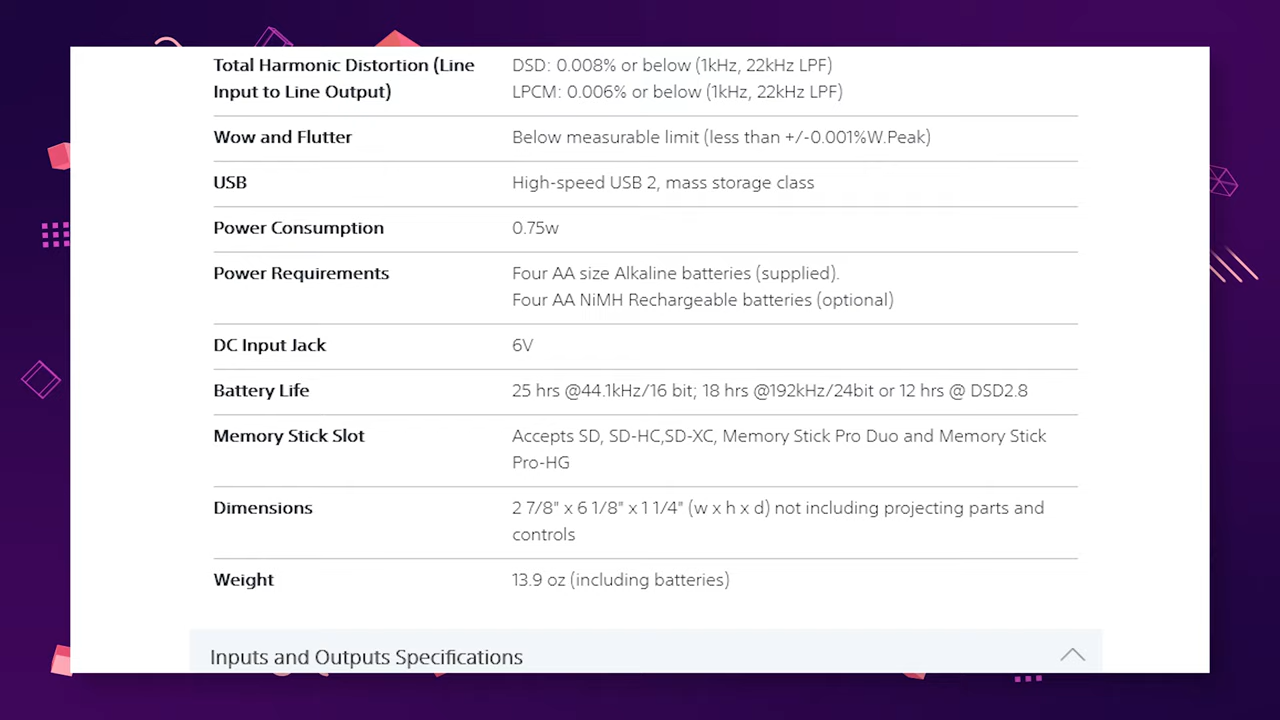 Total Harmonic Distortion (Line
Input to Line Output)
DSD: 0.008% or below (1kHz, 22kHz LPF)
LPCM: 0.006% or below (1kHz, 22kHz LPF)
Wow and Flutter
Below measurable limit (less than +/-0.001%W.Peak)
USB
High-speed USB 2, mass storage class
Power Consumption
0.75w
Power Requirements
Four AA size Alkaline batteries (supplied).
Four AA NiMH Rechargeable batteries (optional)
DC Input Jack
6V
Battery Life
25 hrs @44.1kHz/16 bit; 18 hrs @192kHz/24bit or 12 hrs @ DSD2.8
Memory Stick Slot
Accepts SD, SD-HC,SD-XC, Memory Stick Pro Duo and Memory Stick
Pro-HG
Dimensions
2 7/8" x 6 1/8" x 1 1/4" (w x h x d) not including projecting parts and
controls
Weight
13.9 oz (including batteries)
Inputs and Outputs Specifications